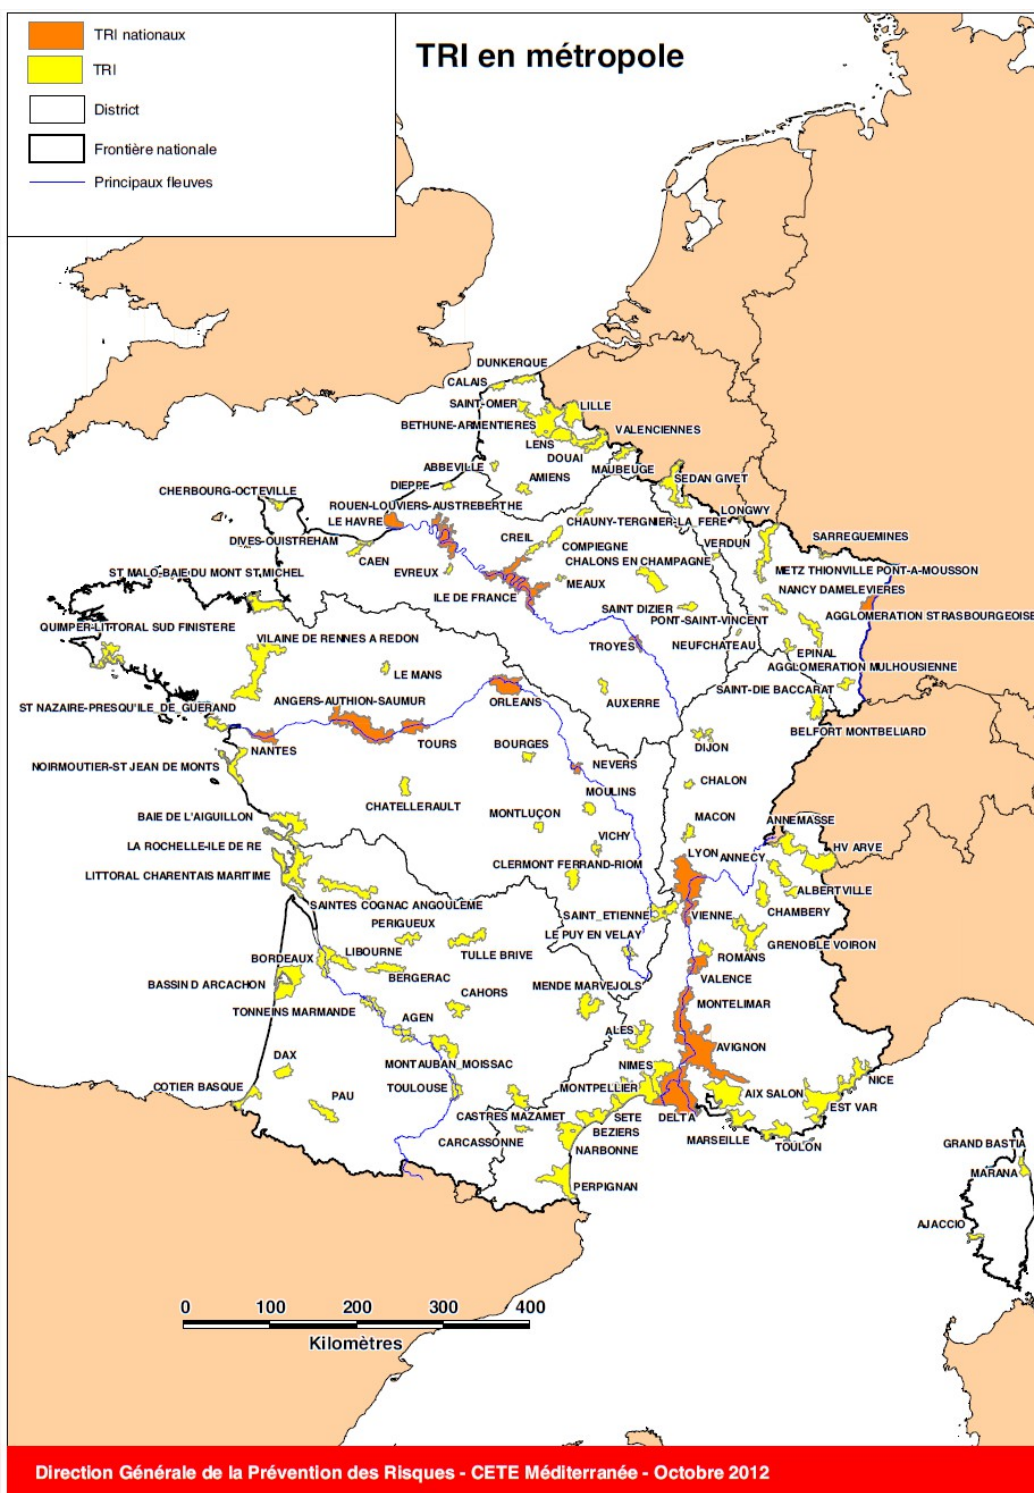 TRI nationaux
TRI en métropole
TRI
District
Frontière nationale
Principaux fleuves
DUNKERQUE
CALAIS
SAINT-OMER
LILLE
BETHUNE-ARMENTIERES
VALENCIENNES
LENS
DOUAI
ABBEVILLE
MAUBEUGE
AMIENS
SEDAN GIVET
DIEPPE
CHERBOURG-OCTEVILLE
ROUEN-LOUVIERS-AUSTREBERTHE
LE HAVRE
CHAUNY-TERGNIER-LA_FERE
LONGWY
DIVES-OUISTREHAM
CREIL
COMPIEGNE
VERDUN
SARREGUEMINES
CAEN
CHALONS EN CHAMPAGNE
EVREUX
METZ THIONVILLE PONT-A-MOUSSON
ST MALO-BAIE DU MONT ST MICHEL
MEAUX
NANCY DAMELEVIERES
ILE DE FRANCE
SAINT DIZIER
AGGLOMERATION STRASBOURGEOISE
PONT-SAINT-VINCENT
QUIMPER-LITTORAL SUD FINISTERE
VILAINE DE RENNES A REDON
TROYES
NEUFCHATEAU
EPINAL
LE MANS
AGGLOMERATION MULHOUSIENNE
SAINT-DIE BACCARAT
ANGERS-AUTHION-SAUMUR
ORLEANS
AUXERRE
ST NAZAIRE-PRESQU'ILE_DE_GUERAND
BELFORT MONTBELIARD
NANTES
TOURS
BOURGES
DIJON
NOIRMOUTIER-ST JEAN DE MONTS
NEVERS
CHALON
MOULINS
CHATELLERAULT
MONTLUÇON
BAIE DE L'AIGUILLON
MACON
ANNEMASSE
VICHY
LA ROCHELLE-ILE DE RE
LYON
ANNECY
HV ARVE
CLERMONT FERRAND-RIOM
LITTORAL CHARENTAIS MARITIME
ALBERTVILLE
SAINTES COGNAC ANGOULEME
CHAMBERY
SAINT_ETIENNE
VIENNE
PERIGUEUX
LE PUY EN VELAY
GRENOBLE VOIRON
LIBOURNE
TULLE BRIVE
BORDEAUX
ROMANS
BERGERAC
VALENCE
BASSIN D ARCACHON
MENDE MARVEJOLS
CAHORS
MONTELIMAR
TONNEINS MARMANDE
AGEN
ALES
AVIGNON
DAX
MONTAUBAN_MOISSAC
NIMES
NICE
COTIER BASQUE
TOULOUSE
MONTPELLIER
PAU
AIX SALON
EST VAR
CASTRES MAZAMET
SETE
DELTA
BEZIERS
MARSEILLE
CARCASSONNE
NARBONNE
TOULON
GRAND BASTIA
MARANA
PERPIGNAN
AJACCIO
0 100 200 300 400
Kilomètres
Direction Générale de la Prévention des Risques - CETE Méditerranée - Octobre 2012